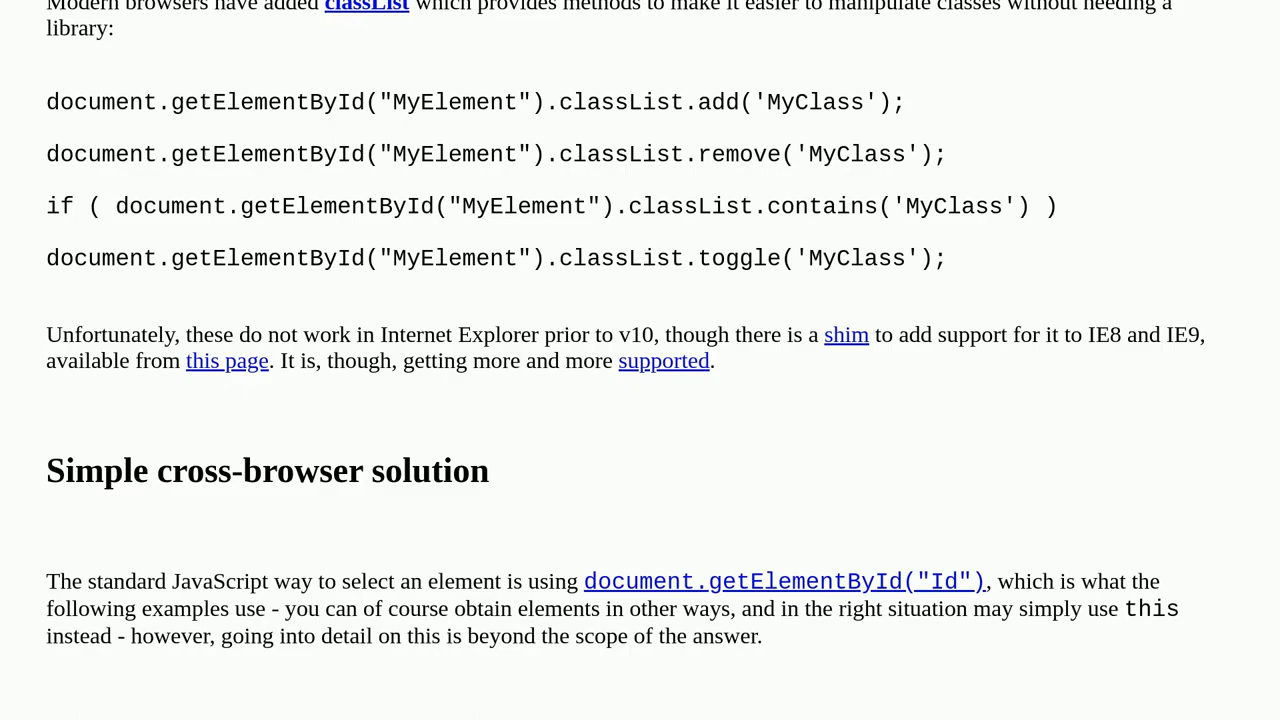 Modern browsers have added classList which provides methods to make it easier to manipulate classes without needing a
library:
document.getElementById("MyElement").classList.add('MyClass');
document.getElementById("MyElement").classList.remove('MyClass');
if ( document.getElementById("MyElement").classList.contains('MyClass') )
document.getElementById("MyElement").classList.toggle('MyClass');
Unfortunately, these do not work in Internet Explorer prior to v10, though there is a shim to add support for it to IE8 and IE9,
available from this page. It is, though, getting more and more supported.
Simple cross-browser solution
The standard JavaScript way to select an element is using document.getElementById("Id"), which is what the
following examples use - you can of course obtain elements in other ways, and in the right situation may simply use this
instead - however, going into detail on this is beyond the scope of the answer.